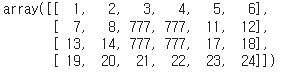 array([[  1,   2,   3,   4,   5,   6],
       [  7,   8, 777, 777,  11,  12],
       [ 13,  14, 777, 777,  17,  18],
       [ 19,  20,  21,  22,  23,  24]])